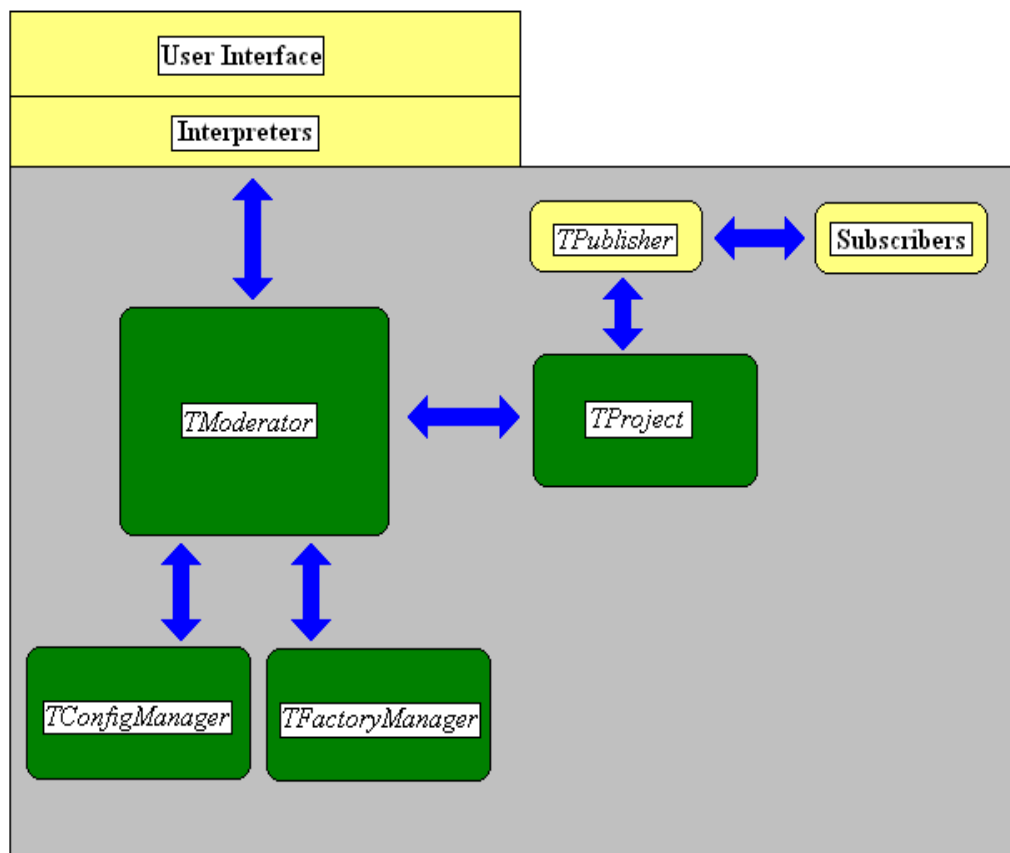 User Interface
Interpreters
TPublisher
Subscribers
TModerator
TProject
TConfigManager
TFactoryManager